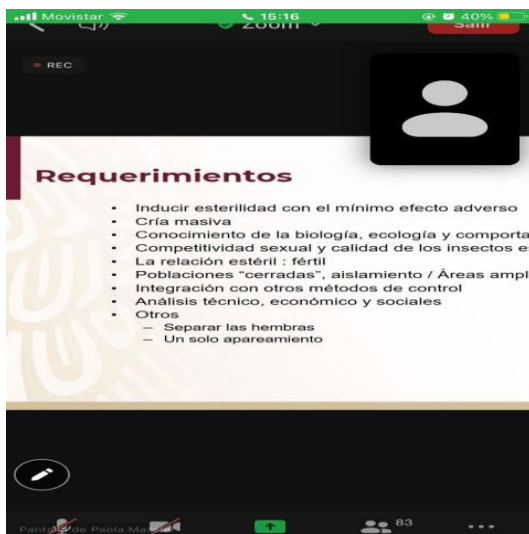 Movistar 15:16 40%
Zoom Salir
REC
Requerimientos
• Inducir esterilidad con el mínimo efecto adverso
• Cría masiva
• Conocimiento de la biología, ecología y comporta
• Competitividad sexual y calidad de los insectos e
• La relación estéril : fértil
• Poblaciones “cerradas”, aislamiento / Áreas ampl
• Integración con otros métodos de control
• Análisis técnico, económico y sociales
• Otros
– Separar las hembras
– Un solo apareamiento
83
de Paola